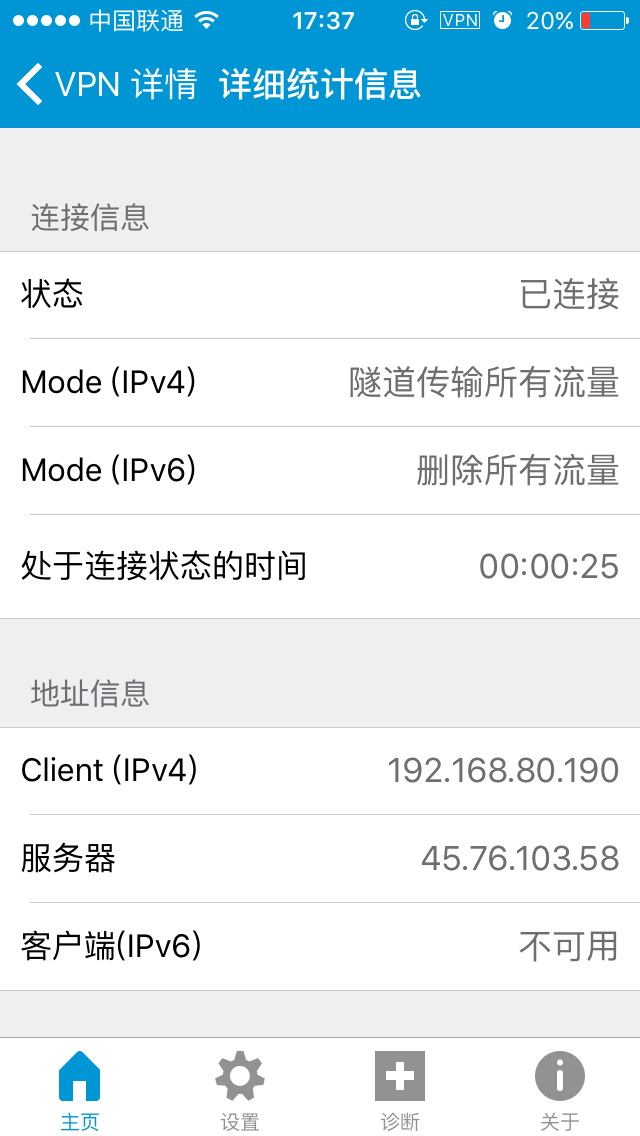 中国联通 17:37 VPN 20%
VPN 详情 详细统计信息
连接信息
状态 已连接
Mode (IPv4) 隧道传输所有流量
Mode (IPv6) 删除所有流量
处于连接状态的时间 00:00:25
地址信息
Client (IPv4) 192.168.80.190
服务器 45.76.103.58
客户端(IPv6) 不可用
主页 设置 诊断 关于